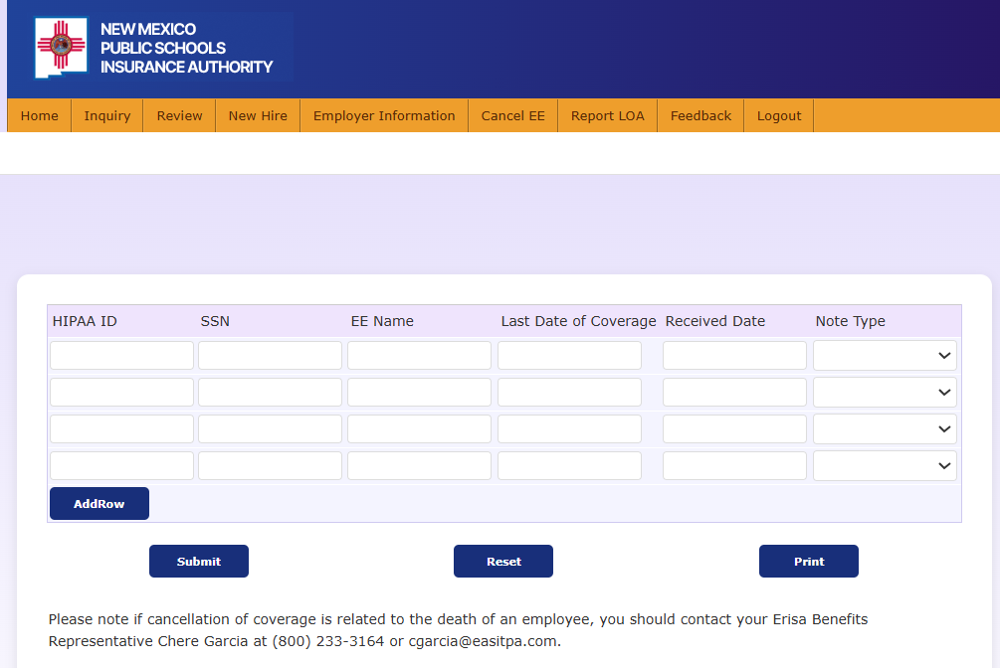 NEW MEXICO
PUBLIC SCHOOLS
INSURANCE AUTHORITY
Home Inquiry Review New Hire Employer Information Cancel EE Report LOA Feedback Logout
HIPAA ID SSN EE Name Last Date of Coverage Received Date Note Type
AddRow
Submit Reset Print
Please note if cancellation of coverage is related to the death of an employee, you should contact your Erisa Benefits
Representative Chere Garcia at (800) 233-3164 or cgarcia@easitpa.com.